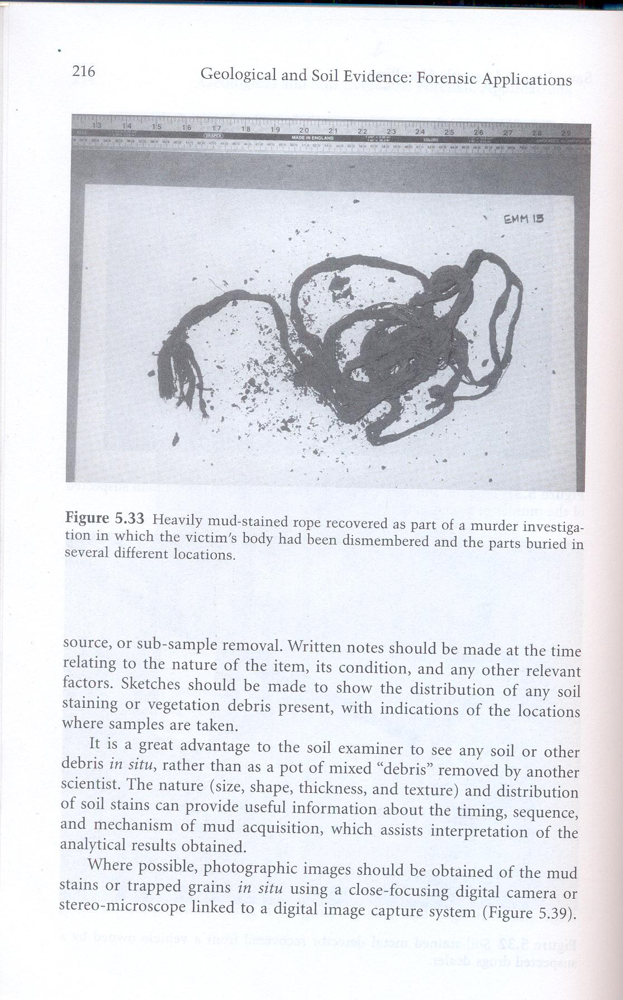 216
Geological and Soil Evidence: Forensic Applications
13 14 15 16 17 18 19 20 21 22 23 24 25 26 27 28 29
DRAPER
MADE IN ENGLAND
VOLUME
EMM 15
Figure 5.33 Heavily mud-stained rope recovered as part of a murder investiga-
tion in which the victim's body had been dismembered and the parts buried in
several different locations.
source, or sub-sample removal. Written notes should be made at the time
relating to the nature of the item, its condition, and any other relevant
factors. Sketches should be made to show the distribution of any soil
staining or vegetation debris present, with indications of the locations
where samples are taken.
It is a great advantage to the soil examiner to see any soil or other
debris in situ, rather than as a pot of mixed “debris” removed by another
scientist. The nature (size, shape, thickness, and texture) and distribution
of soil stains can provide useful information about the timing, sequence,
and mechanism of mud acquisition, which assists interpretation of the
analytical results obtained.
Where possible, photographic images should be obtained of the mud
stains or trapped grains in situ using a close-focusing digital camera or
stereo-microscope linked to a digital image capture system (Figure 5.39).